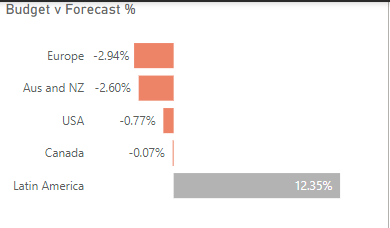 Budget v Forecast %
Europe -2.94%
Aus and NZ -2.60%
USA -0.77%
Canada -0.07%
Latin America 12.35%